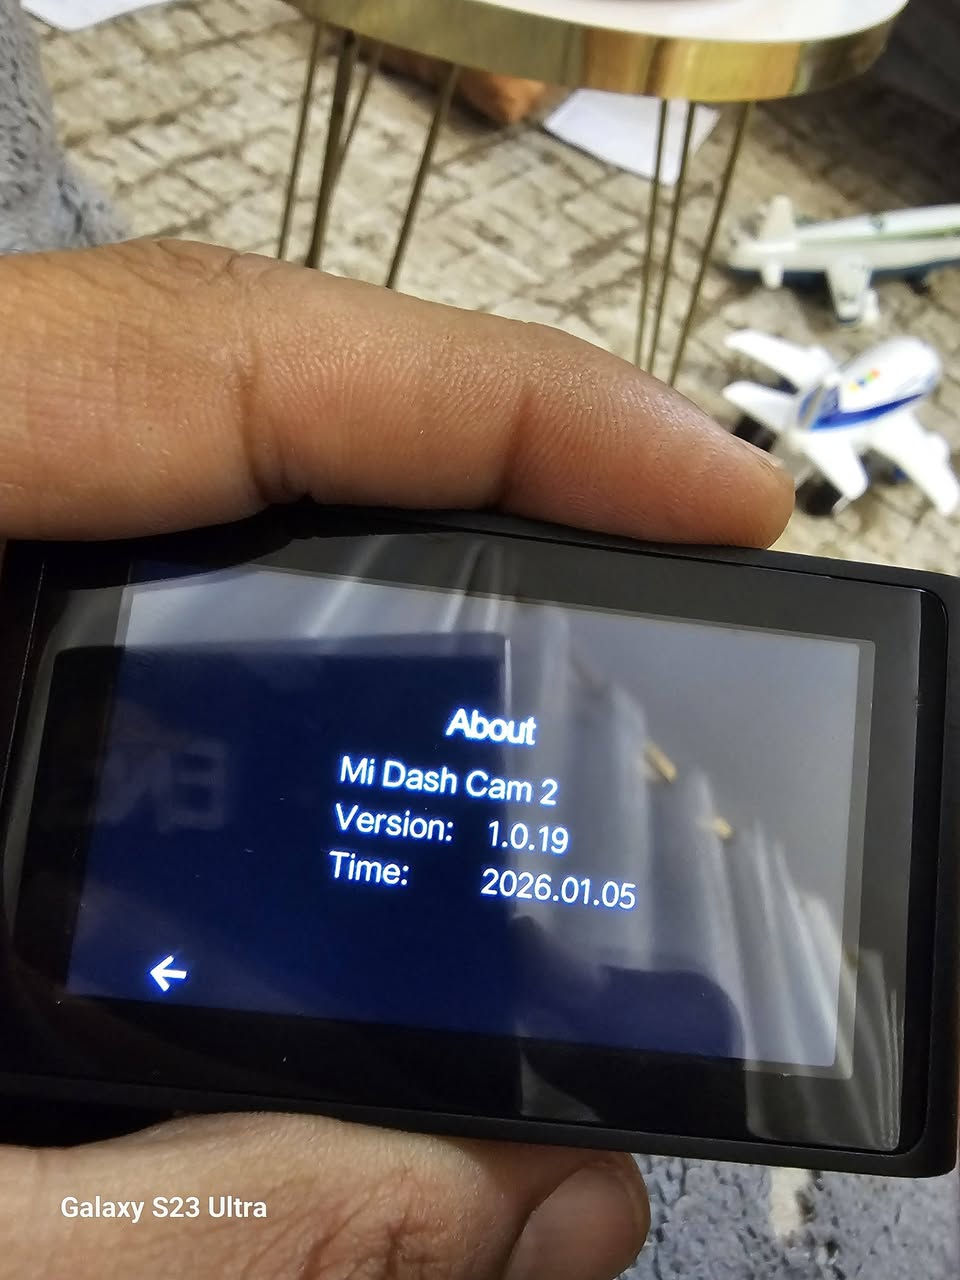 About
Mi Dash Cam 2
Version: 1.0.19
Time: 2026.01.05
Galaxy S23 Ultra